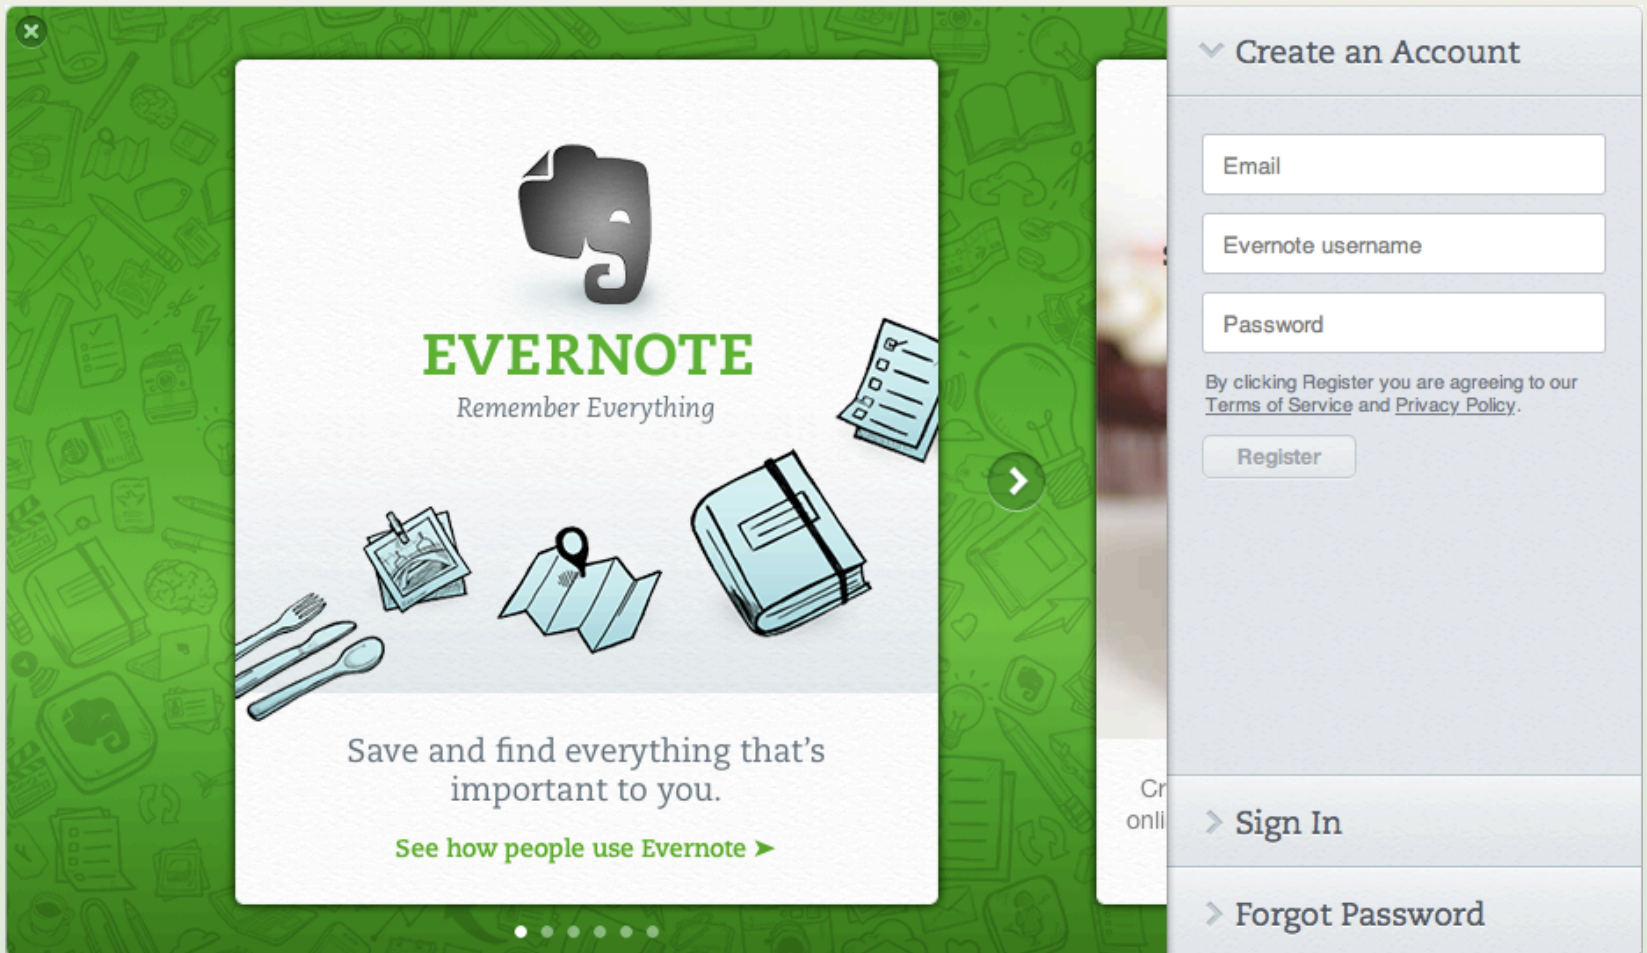 EVERNOTE
Remember Everything
Save and find everything that's
important to you.
See how people use Evernote ➤
Cr
onli
Create an Account
Email
Evernote username
Password
By clicking Register you are agreeing to our
Terms of Service and Privacy Policy.
Register
Sign In
Forgot Password